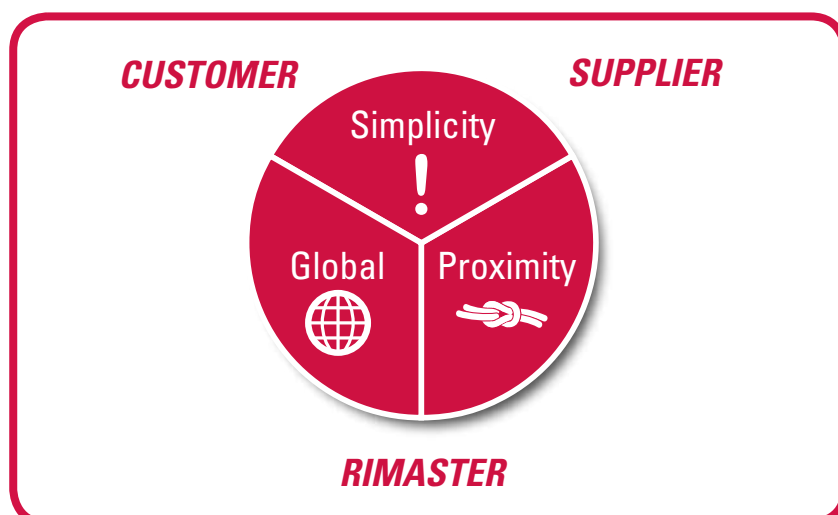 CUSTOMER
SUPPLIER
Simplicity
!
Global
Proximity
RIMASTER